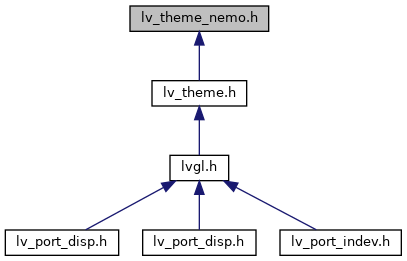 lv_theme_nemo.h
lv_theme.h
lvgl.h
lv_port_disp.h
lv_port_disp.h
lv_port_indev.h